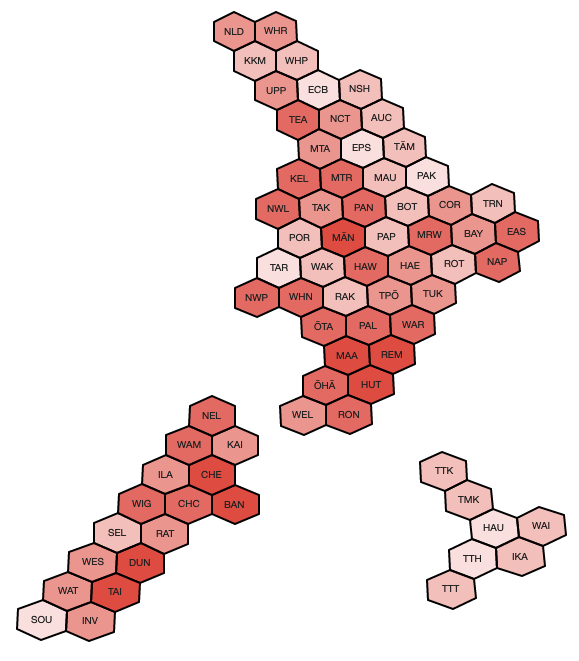 NLD WHR
KKM WHP
UPP ECB NSH
TEA NCT AUC
MTA EPS TĀM
KEL MTR MAU PAK
NWL TAK PAN BOT COR TRN
POR MĀN PAP MRW BAY EAS
TAR WAK HAW HAE ROT NAP
NWP WHN RAK TPŌ TUK
ŌTA PAL WAR
MAA REM
ŌHĀ HUT
WEL RON
NEL
WAM KAI
ILA CHE
WIG CHC BAN
SEL RAT
WES DUN
WAT TAI
SOU INV
TTK
TMK
HAU WAI
TTH IKA
TTT